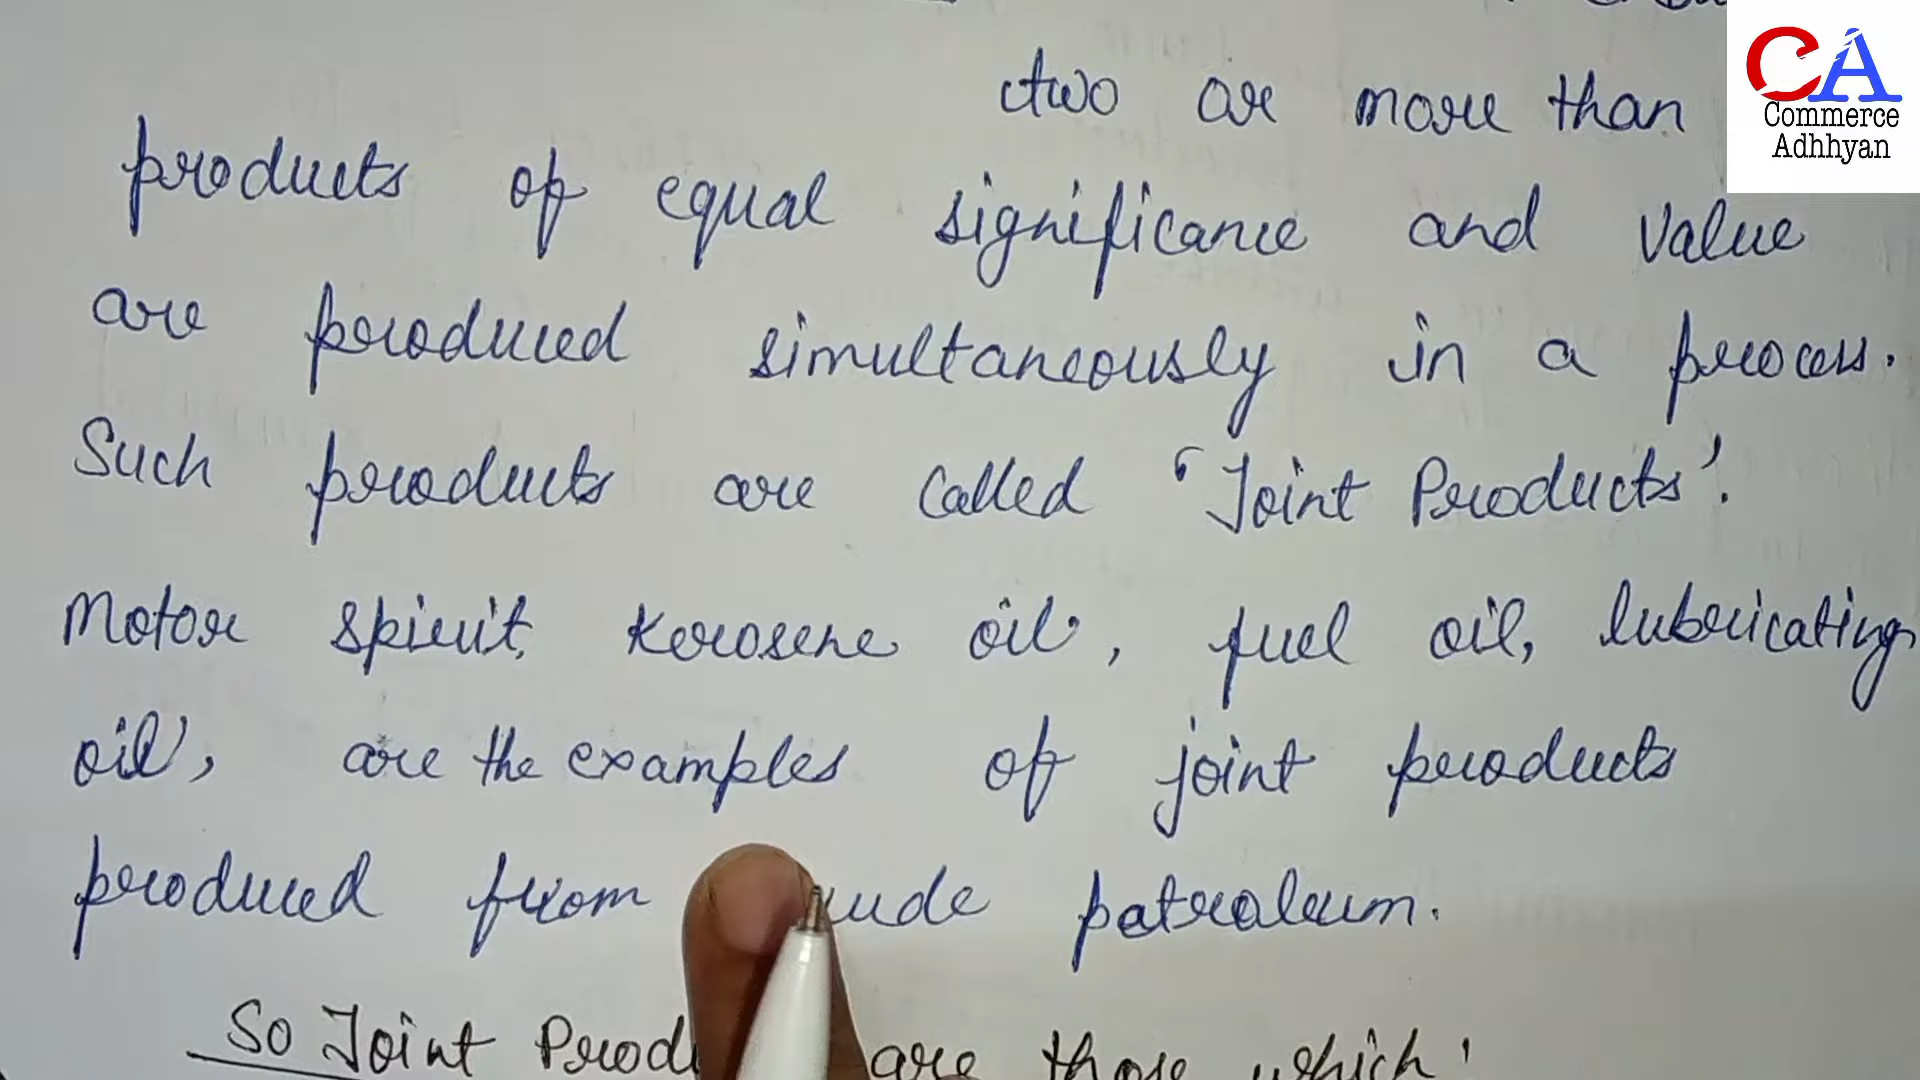 two are more than
products of equal significance and value
are produced simultaneously in a process.
Such products are called 'Joint Products'.
Motor spirit, Kerosene oil, fuel oil, lubricating
oil, are the examples of joint products
produced from ude patroleum.
So Joint Prod are those which :
CA
Commerce
Adhhyan